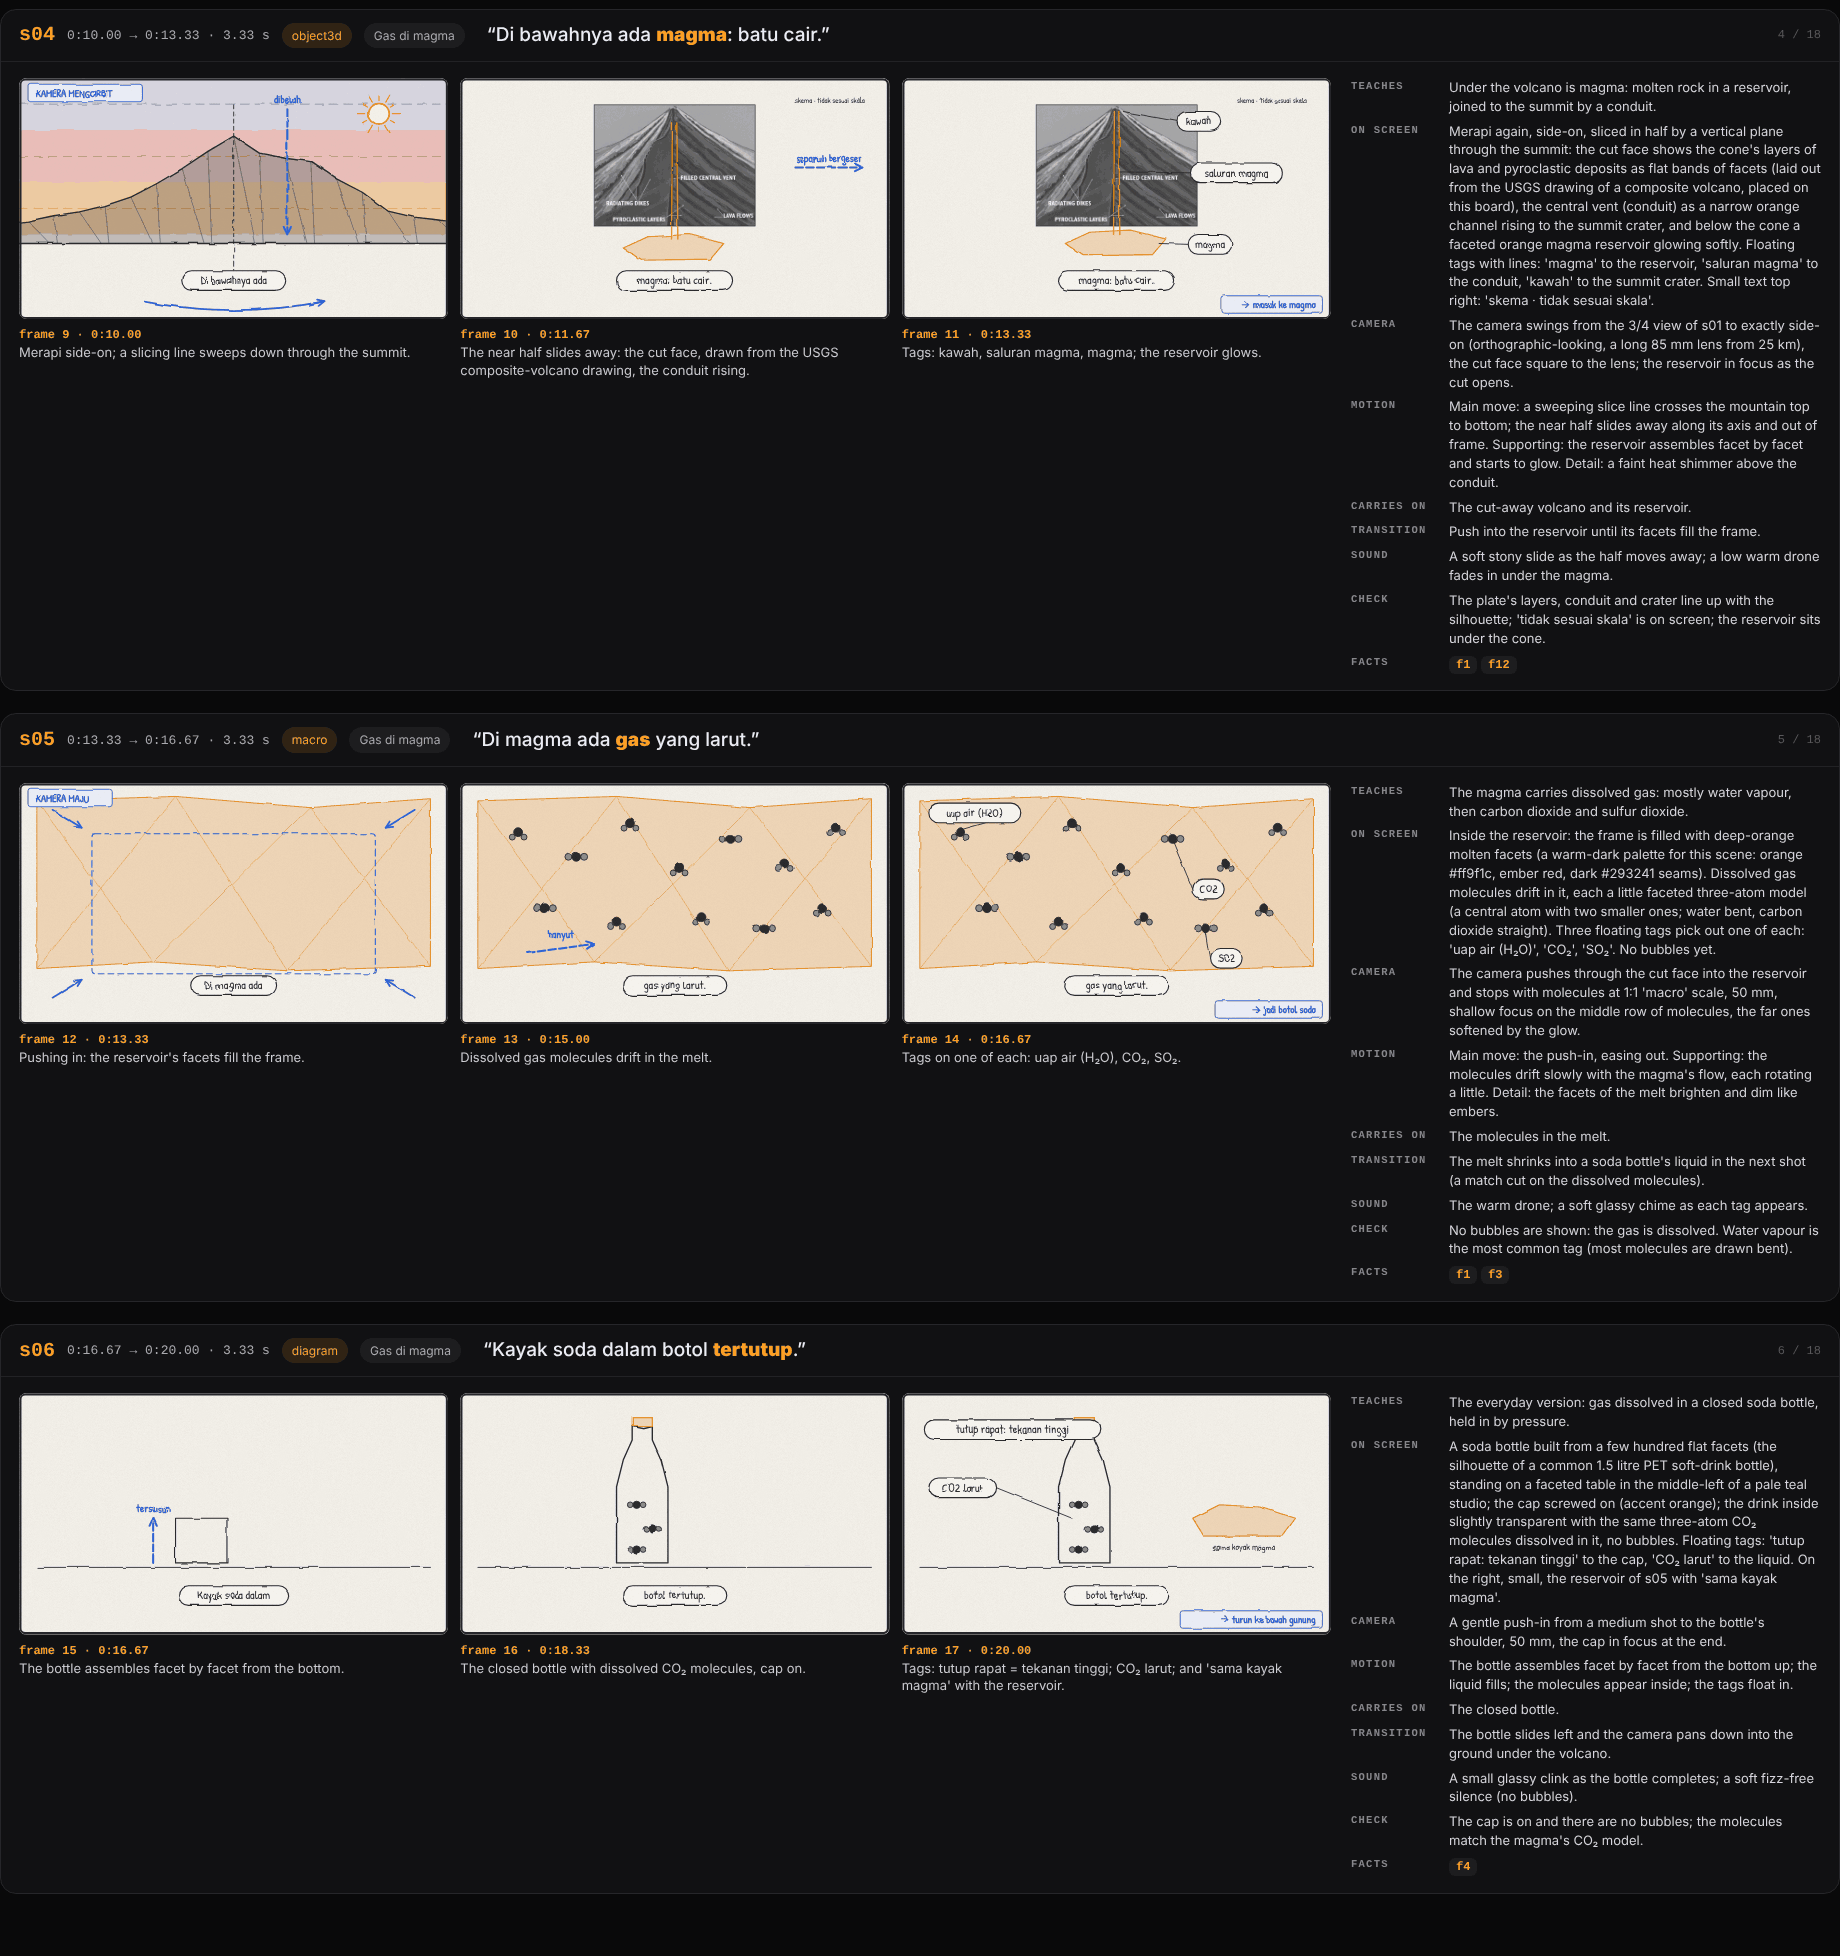 s04 0:10.00 → 0:13.33 · 3.33 s object3d Gas di magma “Di bawahnya ada magma: batu cair.” 4 / 18
KAMERA MENGORBIT
dibelah
Di bawahnya ada
frame 9 · 0:10.00
Merapi side-on; a slicing line sweeps down through the summit.
skema · tidak sesuai skala
separuh bergeser
FILLED CENTRAL VENT
RADIATING DIKES
PYROCLASTIC LAYERS
LAVA FLOWS
magma: batu cair.
frame 10 · 0:11.67
The near half slides away: the cut face, drawn from the USGS
composite-volcano drawing, the conduit rising.
skema · tidak sesuai skala
kawah
saluran magma
FILLED CENTRAL VENT
RADIATING DIKES
PYROCLASTIC LAYERS
LAVA FLOWS
magma
magma: batu cair.
→ masuk ke magma
frame 11 · 0:13.33
Tags: kawah, saluran magma, magma; the reservoir glows.
TEACHES
Under the volcano is magma: molten rock in a reservoir,
joined to the summit by a conduit.
ON SCREEN
Merapi again, side-on, sliced in half by a vertical plane
through the summit: the cut face shows the cone's layers of
lava and pyroclastic deposits as flat bands of facets (laid out
from the USGS drawing of a composite volcano, placed on
this board), the central vent (conduit) as a narrow orange
channel rising to the summit crater, and below the cone a
faceted orange magma reservoir glowing softly. Floating
tags with lines: 'magma' to the reservoir, 'saluran magma' to
the conduit, 'kawah' to the summit crater. Small text top
right: 'skema · tidak sesuai skala'.
CAMERA
The camera swings from the 3/4 view of s01 to exactly side-
on (orthographic-looking, a long 85 mm lens from 25 km),
the cut face square to the lens; the reservoir in focus as the
cut opens.
MOTION
Main move: a sweeping slice line crosses the mountain top
to bottom; the near half slides away along its axis and out of
frame. Supporting: the reservoir assembles facet by facet
and starts to glow. Detail: a faint heat shimmer above the
conduit.
CARRIES ON
The cut-away volcano and its reservoir.
TRANSITION
Push into the reservoir until its facets fill the frame.
SOUND
A soft stony slide as the half moves away; a low warm drone
fades in under the magma.
CHECK
The plate's layers, conduit and crater line up with the
silhouette; 'tidak sesuai skala' is on screen; the reservoir sits
under the cone.
FACTS
f1 f12
s05 0:13.33 → 0:16.67 · 3.33 s macro Gas di magma “Di magma ada gas yang larut.” 5 / 18
KAMERA MAJU
Di magma ada
frame 12 · 0:13.33
Pushing in: the reservoir's facets fill the frame.
hanyut
gas yang larut.
frame 13 · 0:15.00
Dissolved gas molecules drift in the melt.
uap air (H2O)
CO2
SO2
gas yang larut.
→ jadi botol soda
frame 14 · 0:16.67
Tags on one of each: uap air (H₂O), CO₂, SO₂.
TEACHES
The magma carries dissolved gas: mostly water vapour,
then carbon dioxide and sulfur dioxide.
ON SCREEN
Inside the reservoir: the frame is filled with deep-orange
molten facets (a warm-dark palette for this scene: orange
#ff9f1c, ember red, dark #293241 seams). Dissolved gas
molecules drift in it, each a little faceted three-atom model
(a central atom with two smaller ones; water bent, carbon
dioxide straight). Three floating tags pick out one of each:
'uap air (H₂O)', 'CO₂', 'SO₂'. No bubbles yet.
CAMERA
The camera pushes through the cut face into the reservoir
and stops with molecules at 1:1 'macro' scale, 50 mm,
shallow focus on the middle row of molecules, the far ones
softened by the glow.
MOTION
Main move: the push-in, easing out. Supporting: the
molecules drift slowly with the magma's flow, each rotating
a little. Detail: the facets of the melt brighten and dim like
embers.
CARRIES ON
The molecules in the melt.
TRANSITION
The melt shrinks into a soda bottle's liquid in the next shot
(a match cut on the dissolved molecules).
SOUND
The warm drone; a soft glassy chime as each tag appears.
CHECK
No bubbles are shown: the gas is dissolved. Water vapour is
the most common tag (most molecules are drawn bent).
FACTS
f1 f3
s06 0:16.67 → 0:20.00 · 3.33 s diagram Gas di magma “Kayak soda dalam botol tertutup.” 6 / 18
tersusun
Kayak soda dalam
frame 15 · 0:16.67
The bottle assembles facet by facet from the bottom.
botol tertutup.
frame 16 · 0:18.33
The closed bottle with dissolved CO₂ molecules, cap on.
tutup rapat: tekanan tinggi
CO2 larut
sama kayak magma
botol tertutup.
→ turun ke bawah gunung
frame 17 · 0:20.00
Tags: tutup rapat = tekanan tinggi; CO₂ larut; and 'sama kayak
magma' with the reservoir.
TEACHES
The everyday version: gas dissolved in a closed soda bottle,
held in by pressure.
ON SCREEN
A soda bottle built from a few hundred flat facets (the
silhouette of a common 1.5 litre PET soft-drink bottle),
standing on a faceted table in the middle-left of a pale teal
studio; the cap screwed on (accent orange); the drink inside
slightly transparent with the same three-atom CO₂
molecules dissolved in it, no bubbles. Floating tags: 'tutup
rapat: tekanan tinggi' to the cap, 'CO₂ larut' to the liquid. On
the right, small, the reservoir of s05 with 'sama kayak
magma'.
CAMERA
A gentle push-in from a medium shot to the bottle's
shoulder, 50 mm, the cap in focus at the end.
MOTION
The bottle assembles facet by facet from the bottom up; the
liquid fills; the molecules appear inside; the tags float in.
CARRIES ON
The closed bottle.
TRANSITION
The bottle slides left and the camera pans down into the
ground under the volcano.
SOUND
A small glassy clink as the bottle completes; a soft fizz-free
silence (no bubbles).
CHECK
The cap is on and there are no bubbles; the molecules
match the magma's CO₂ model.
FACTS
f4